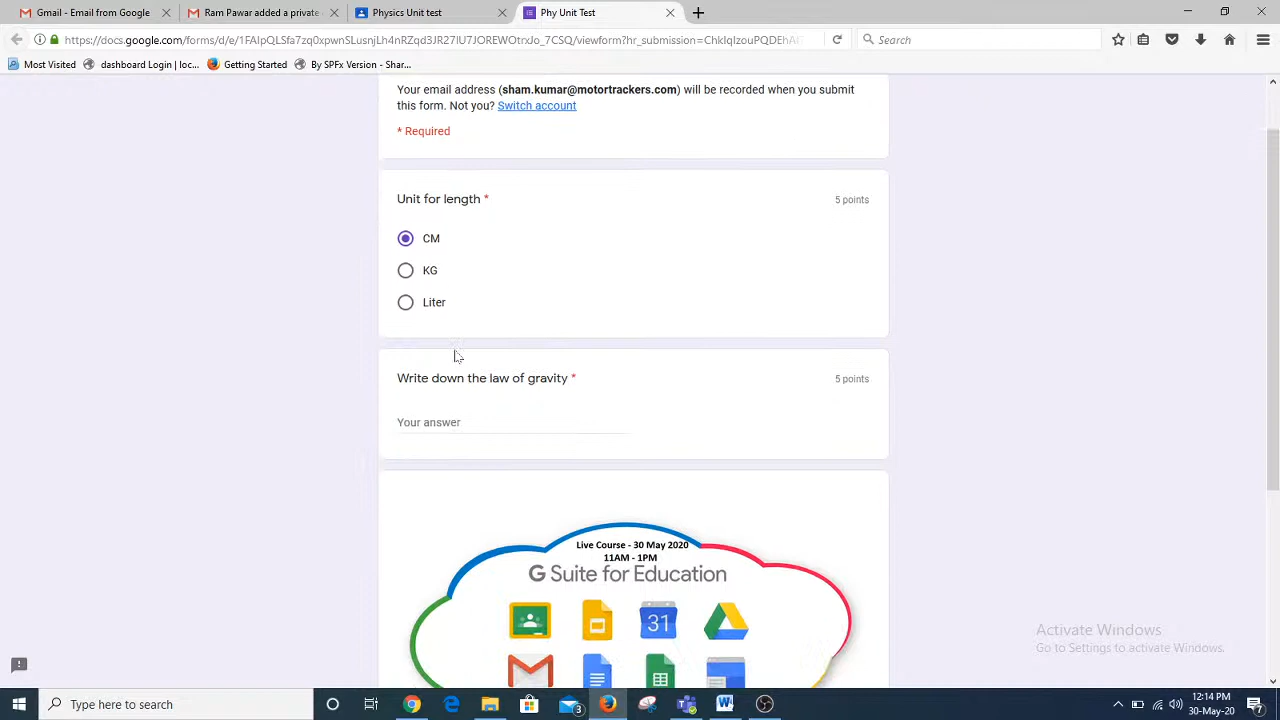 Gmail - Email from Google
Ram Pawar added a private c
Physics Unit test
Phy Unit Test
Search
Most Visited
dashboard Login | loc...
Getting Started
By SPFx Version - Shar...
Your email address (sham.kumar@motortrackers.com) will be recorded when you submit
this form. Not you? Switch account
* Required
Unit for length *
5 points
CM
KG
Liter
Write down the law of gravity *
5 points
Your answer
Live Course - 30 May 2020
11AM - 1PM
G Suite for Education
31
Activate Windows
Go to Settings to activate Windows.
Type here to search
3
12:14 PM
30-May-20
7